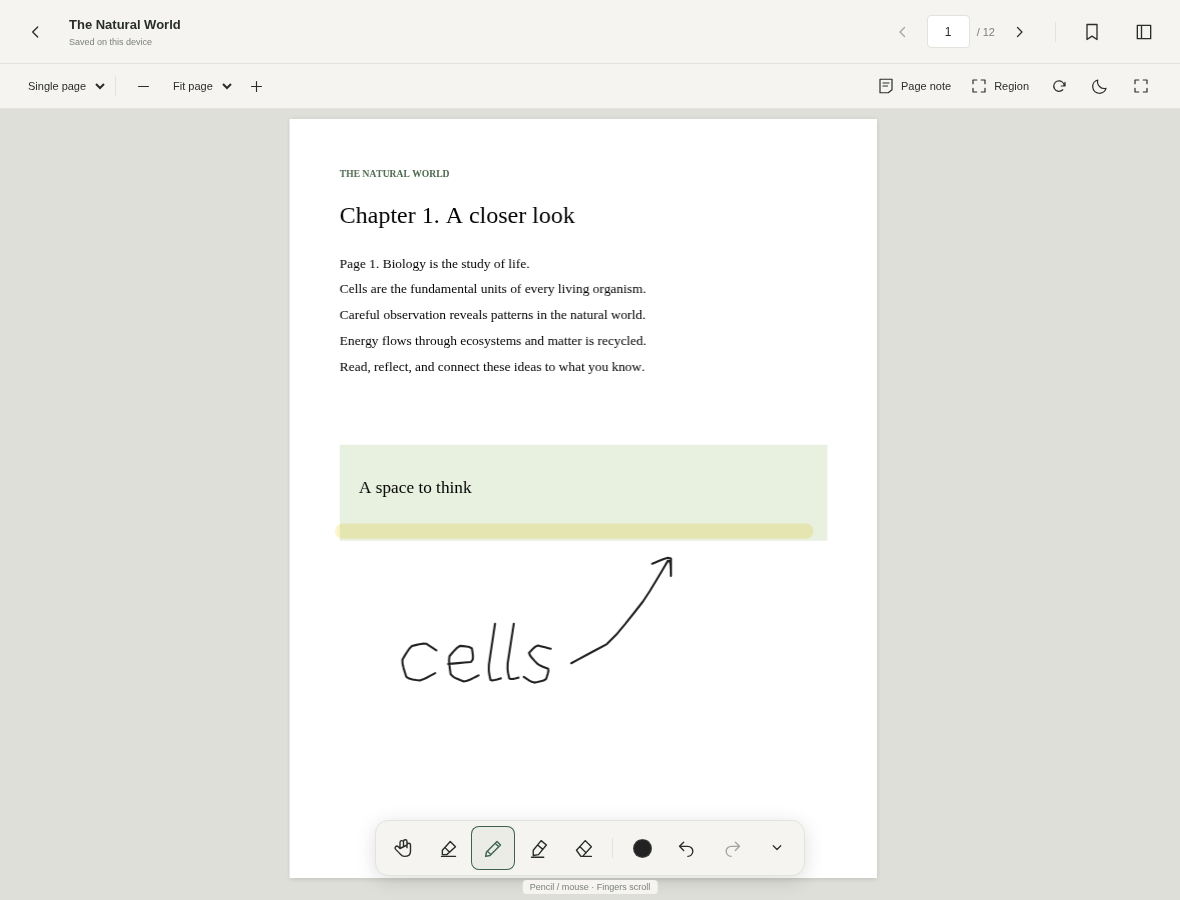 The Natural World
Saved on this device
1 / 12
Single page
Fit page
Page note
Region
THE NATURAL WORLD
Chapter 1. A closer look
Page 1. Biology is the study of life.
Cells are the fundamental units of every living organism.
Careful observation reveals patterns in the natural world.
Energy flows through ecosystems and matter is recycled.
Read, reflect, and connect these ideas to what you know.
A space to think
cells
Pencil / mouse · Fingers scroll